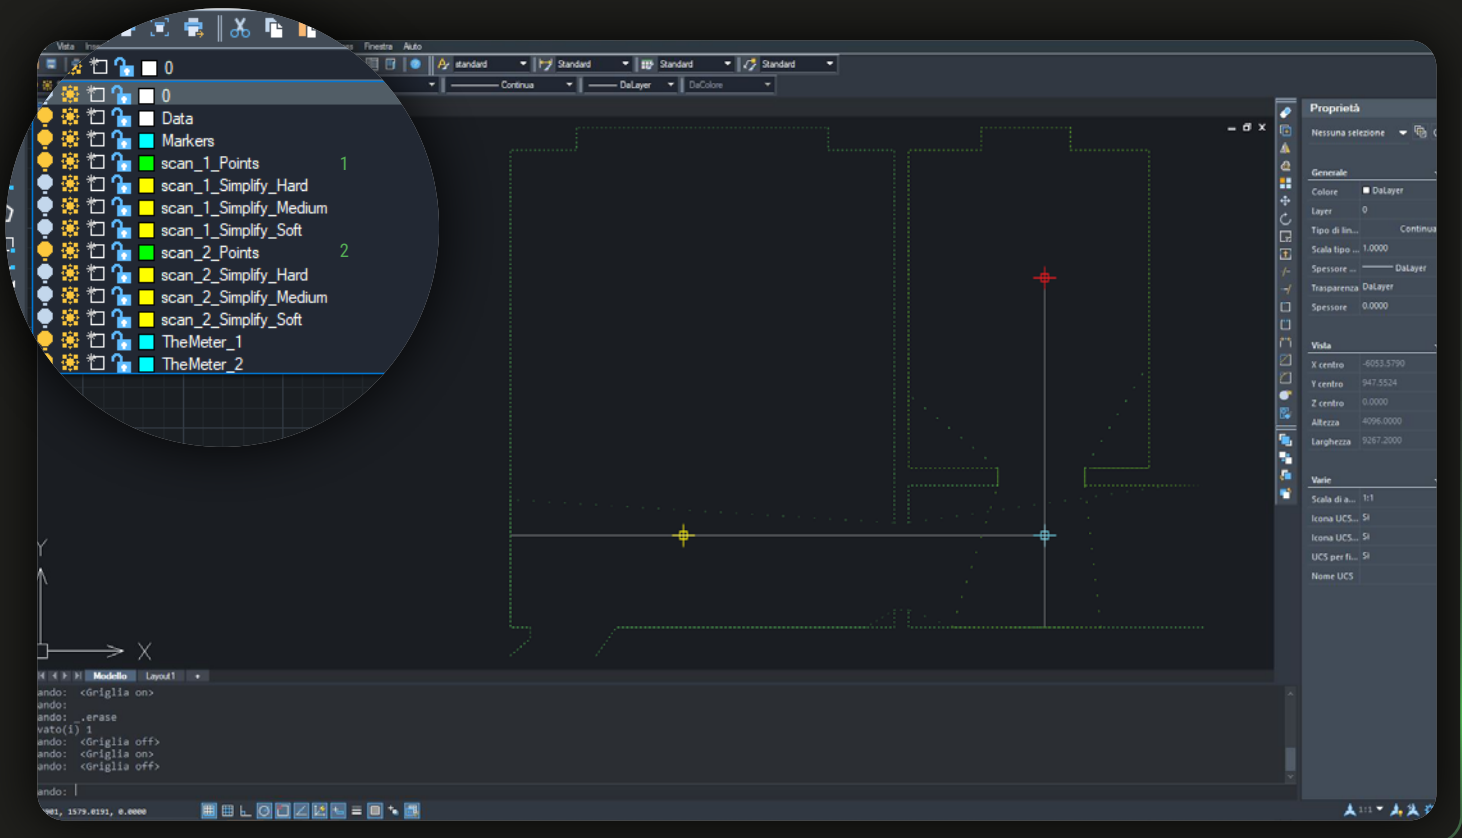 Vista
Finestra Aiuto
0
standard Standard Standard Standard
Continua DaLayer DaColore
0
Data
Markers
scan_1_Points 1
scan_1_Simplify_Hard
scan_1_Simplify_Medium
scan_1_Simplify_Soft
scan_2_Points 2
scan_2_Simplify_Hard
scan_2_Simplify_Medium
scan_2_Simplify_Soft
TheMeter_1
TheMeter_2
Y
X
Modello Layout1
ando: <Griglia on>
ando:
ando: _.erase
vato(i) 1
ando: <Griglia off>
ando: <Griglia on>
ando: <Griglia off>
ando:
901, 1579.0191, 0.0000
1:1
Proprietà
Nessuna selezione
Generale
Colore DaLayer
Layer 0
Tipo di lin... Continua
Scala tipo ... 1.0000
Spessore ... DaLayer
Trasparenza DaLayer
Spessore 0.0000
Vista
X centro -6053.5790
Y centro 947.5524
Z centro 0.0000
Altezza 4096.0000
Larghezza 9267.2000
Varie
Scala di a... 1:1
Icona UCS... Sì
Icona UCS... Sì
UCS per fi... Sì
Nome UCS